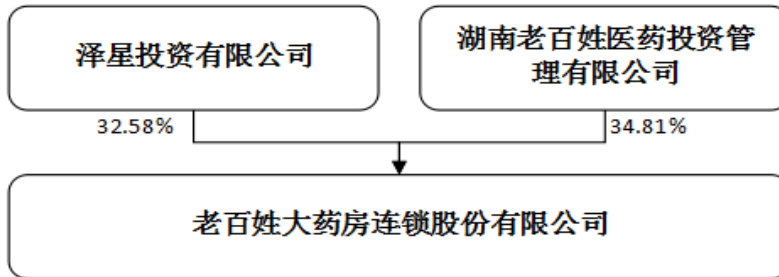 泽星投资有限公司
湖南老百姓医药投资管
理有限公司
32.58%
34.81%
老百姓大药房连锁股份有限公司